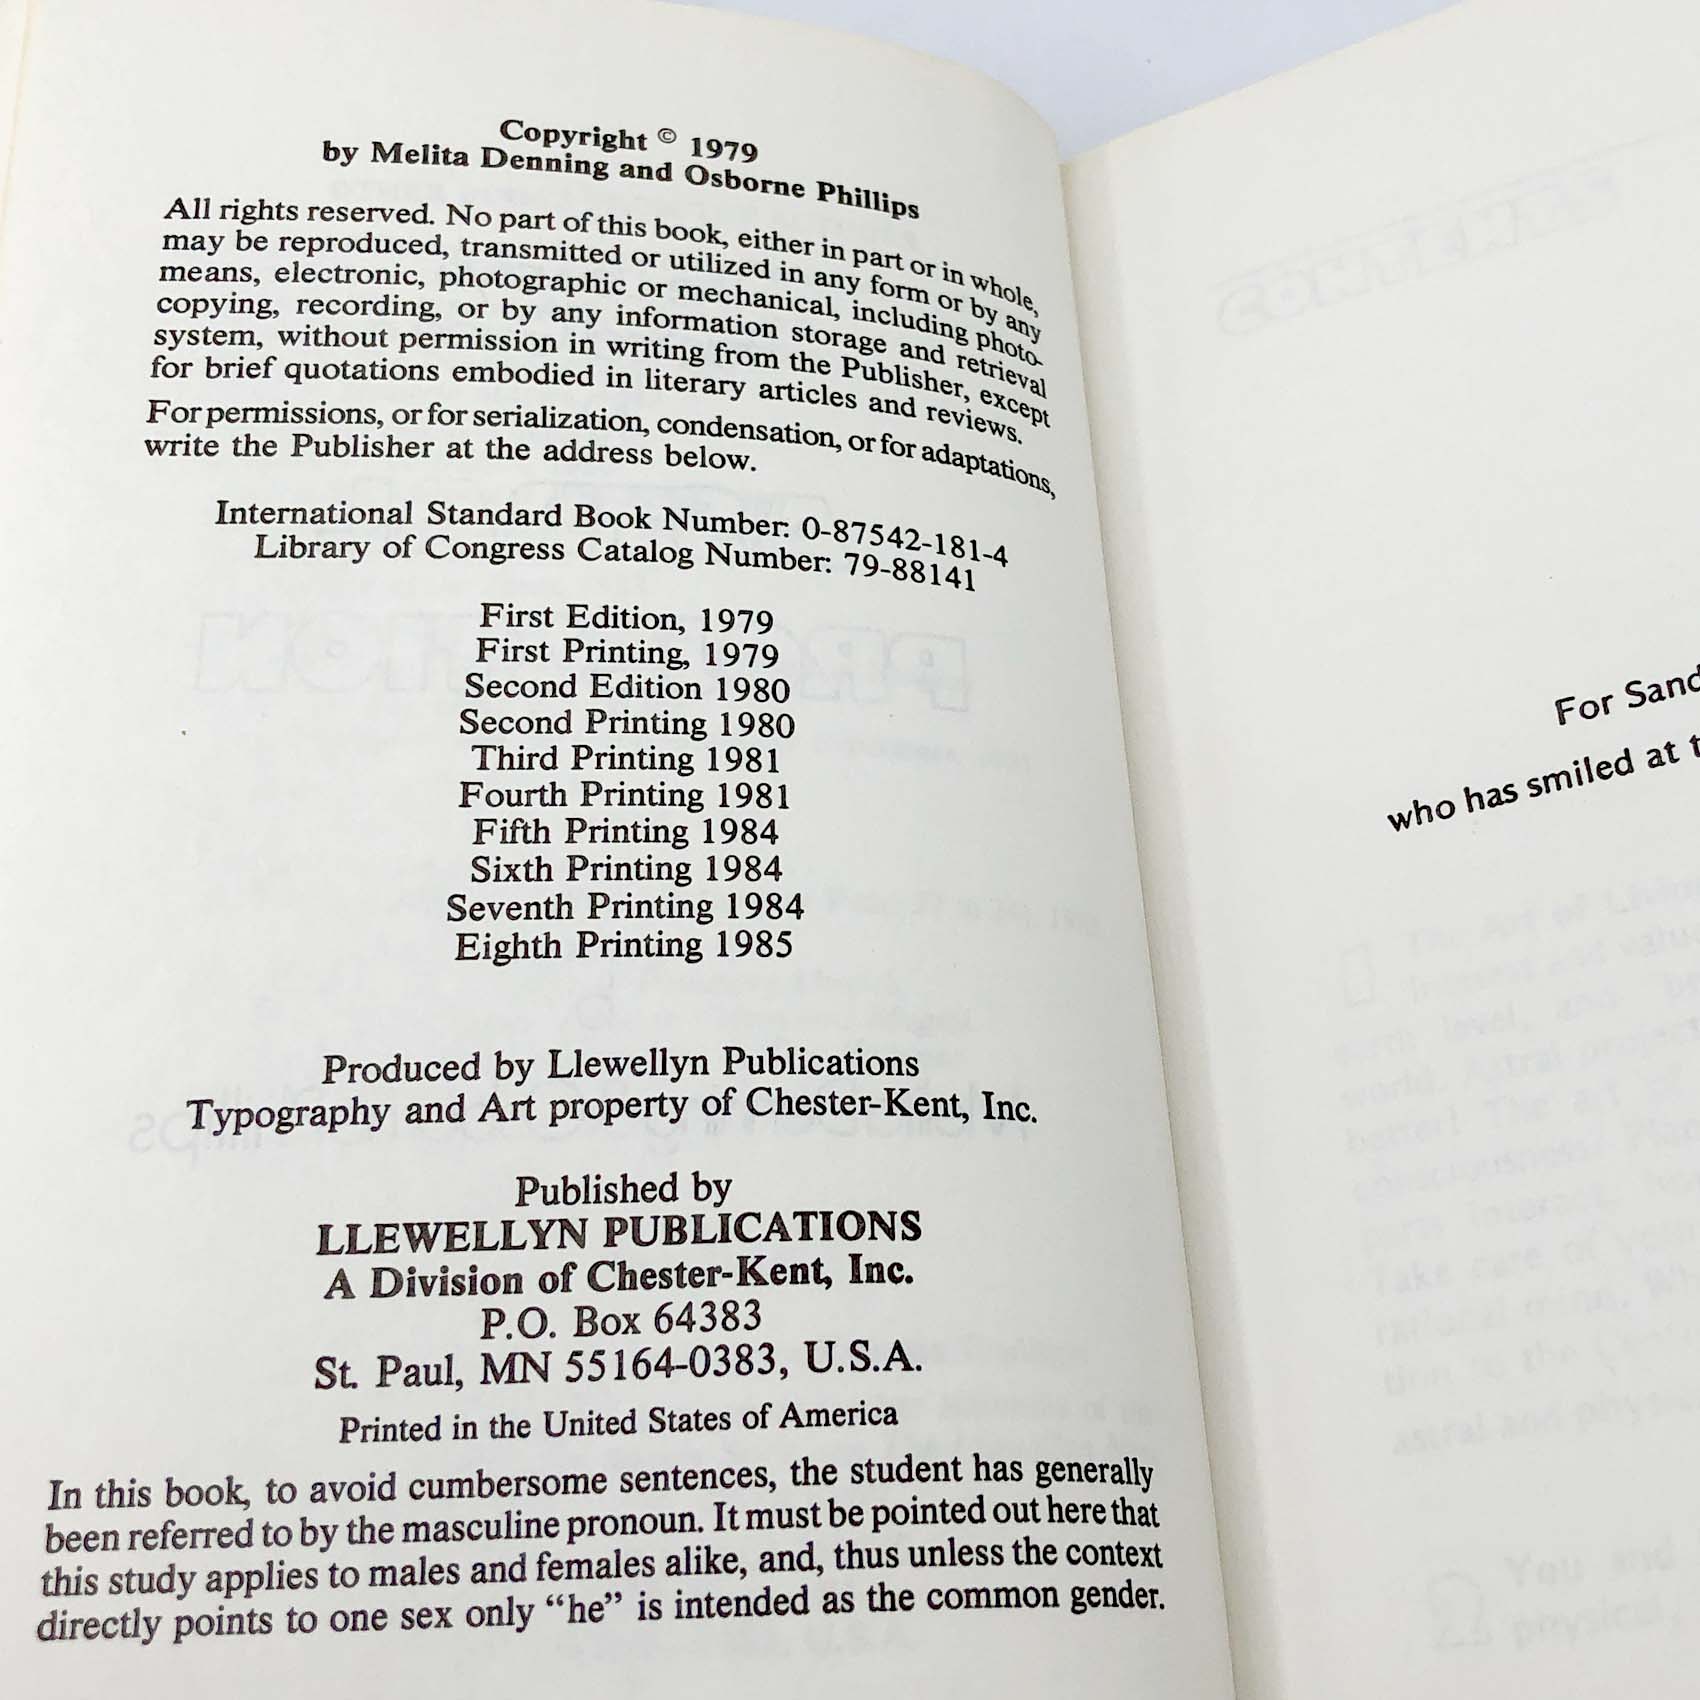 Copyright © 1979
by Melita Denning and Osborne Phillips
All rights reserved. No part of this book, either in part or in whole,
may be reproduced, transmitted or utilized in any form or by any
means, electronic, photographic or mechanical, including photo-
copying, recording, or by any information storage and retrieval
system, without permission in writing from the Publisher, except
for brief quotations embodied in literary articles and reviews.
For permissions, or for serialization, condensation, or for adaptations,
write the Publisher at the address below.
International Standard Book Number: 0-87542-181-4
Library of Congress Catalog Number: 79-88141
First Edition, 1979
First Printing, 1979
Second Edition 1980
Second Printing 1980
Third Printing 1981
Fourth Printing 1981
Fifth Printing 1984
Sixth Printing 1984
Seventh Printing 1984
Eighth Printing 1985
Produced by Llewellyn Publications
Typography and Art property of Chester-Kent, Inc.
Published by
LLEWELLYN PUBLICATIONS
A Division of Chester-Kent, Inc.
P.O. Box 64383
St. Paul, MN 55164-0383, U.S.A.
Printed in the United States of America
In this book, to avoid cumbersome sentences, the student has generally
been referred to by the masculine pronoun. It must be pointed out here that
this study applies to males and females alike, and, thus unless the context
directly points to one sex only “he” is intended as the common gender.
For Sand
who has smiled at t